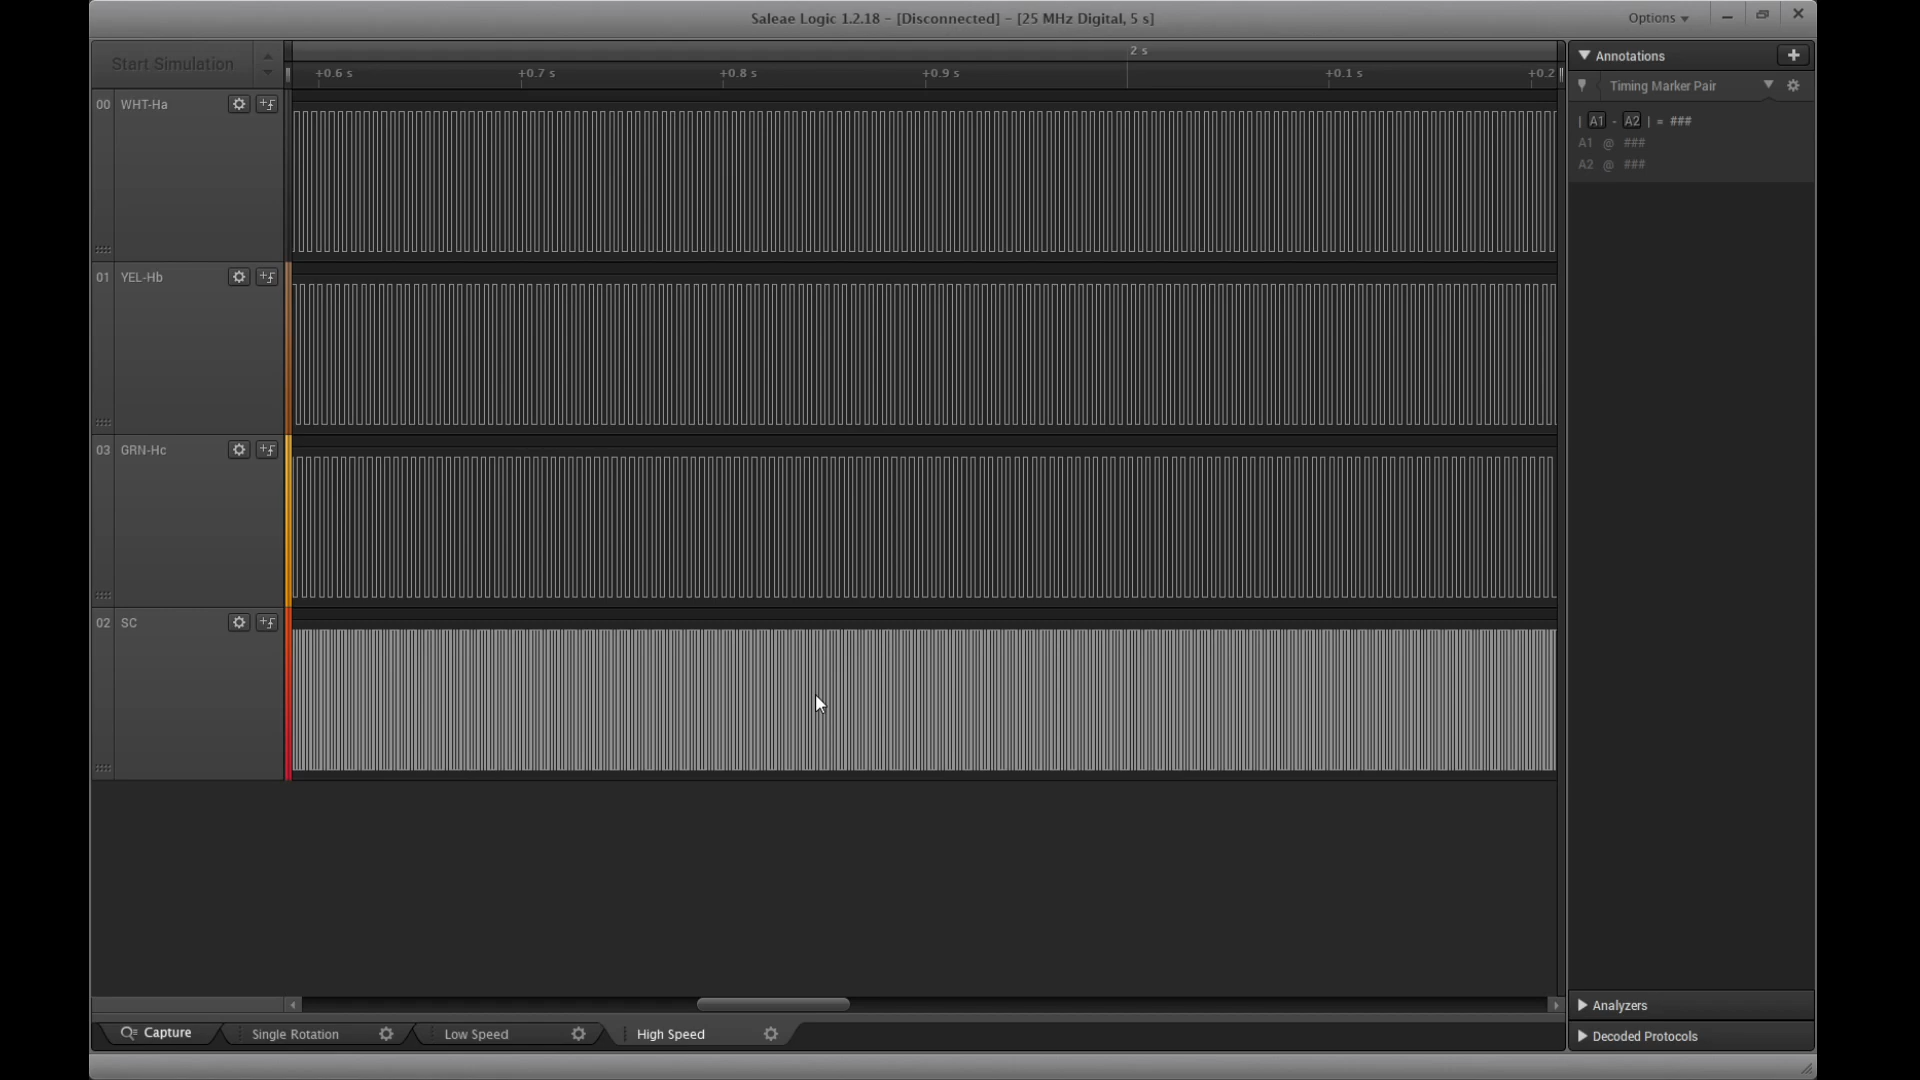 Saleae Logic 1.2.18 - [Disconnected] - [25 MHz Digital, 5 s]
Options
Start Simulation
2 s
+0.6 s +0.7 s +0.8 s +0.9 s +0.1 s +0.2
00 WHT-Ha
01 YEL-Hb
03 GRN-Hc
02 SC
Annotations
Timing Marker Pair
| A1 - A2 | = ###
A1 @ ###
A2 @ ###
Analyzers
Decoded Protocols
Capture Single Rotation Low Speed High Speed